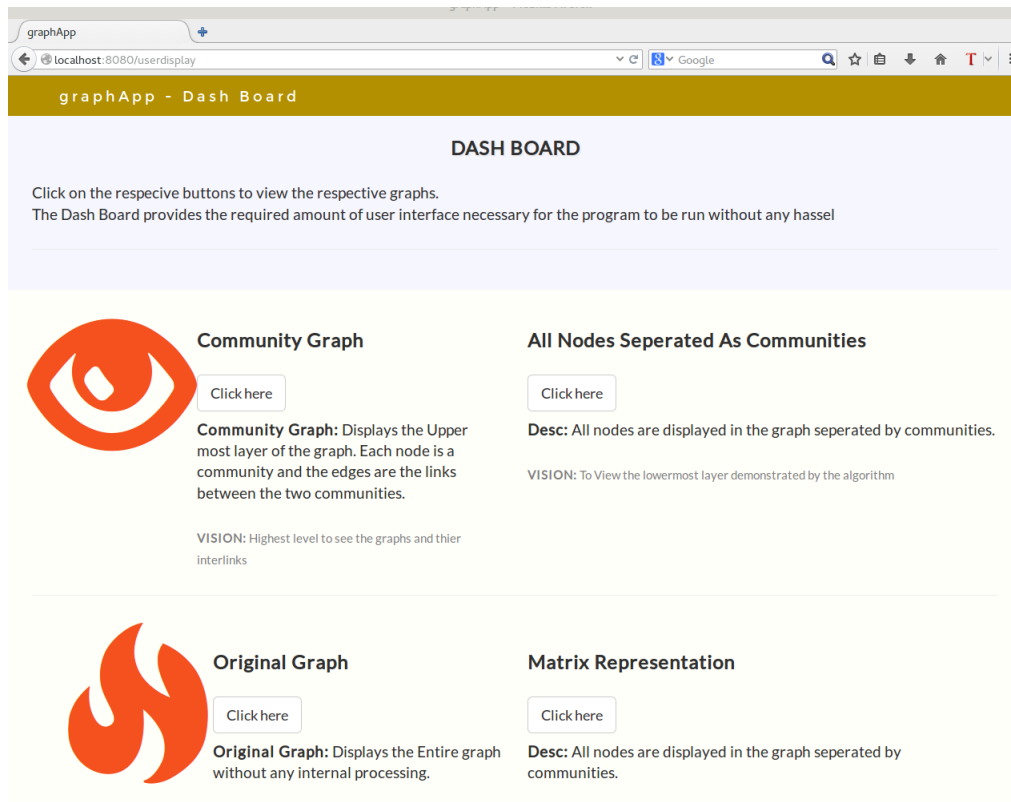 graphApp
localhost:8080/userdisplay
Google
graphApp - Dash Board
DASH BOARD
Click on the respecive buttons to view the respective graphs.
The Dash Board provides the required amount of user interface necessary for the program to be run without any hassel
Community Graph
Click here
Community Graph: Displays the Upper
most layer of the graph. Each node is a
community and the edges are the links
between the two communities.
VISION: Highest level to see the graphs and thier
interlinks
All Nodes Seperated As Communities
Click here
Desc: All nodes are displayed in the graph seperated by communities.
VISION: To View the lowermost layer demonstrated by the algorithm
Original Graph
Click here
Original Graph: Displays the Entire graph
without any internal processing.
Matrix Representation
Click here
Desc: All nodes are displayed in the graph seperated by
communities.